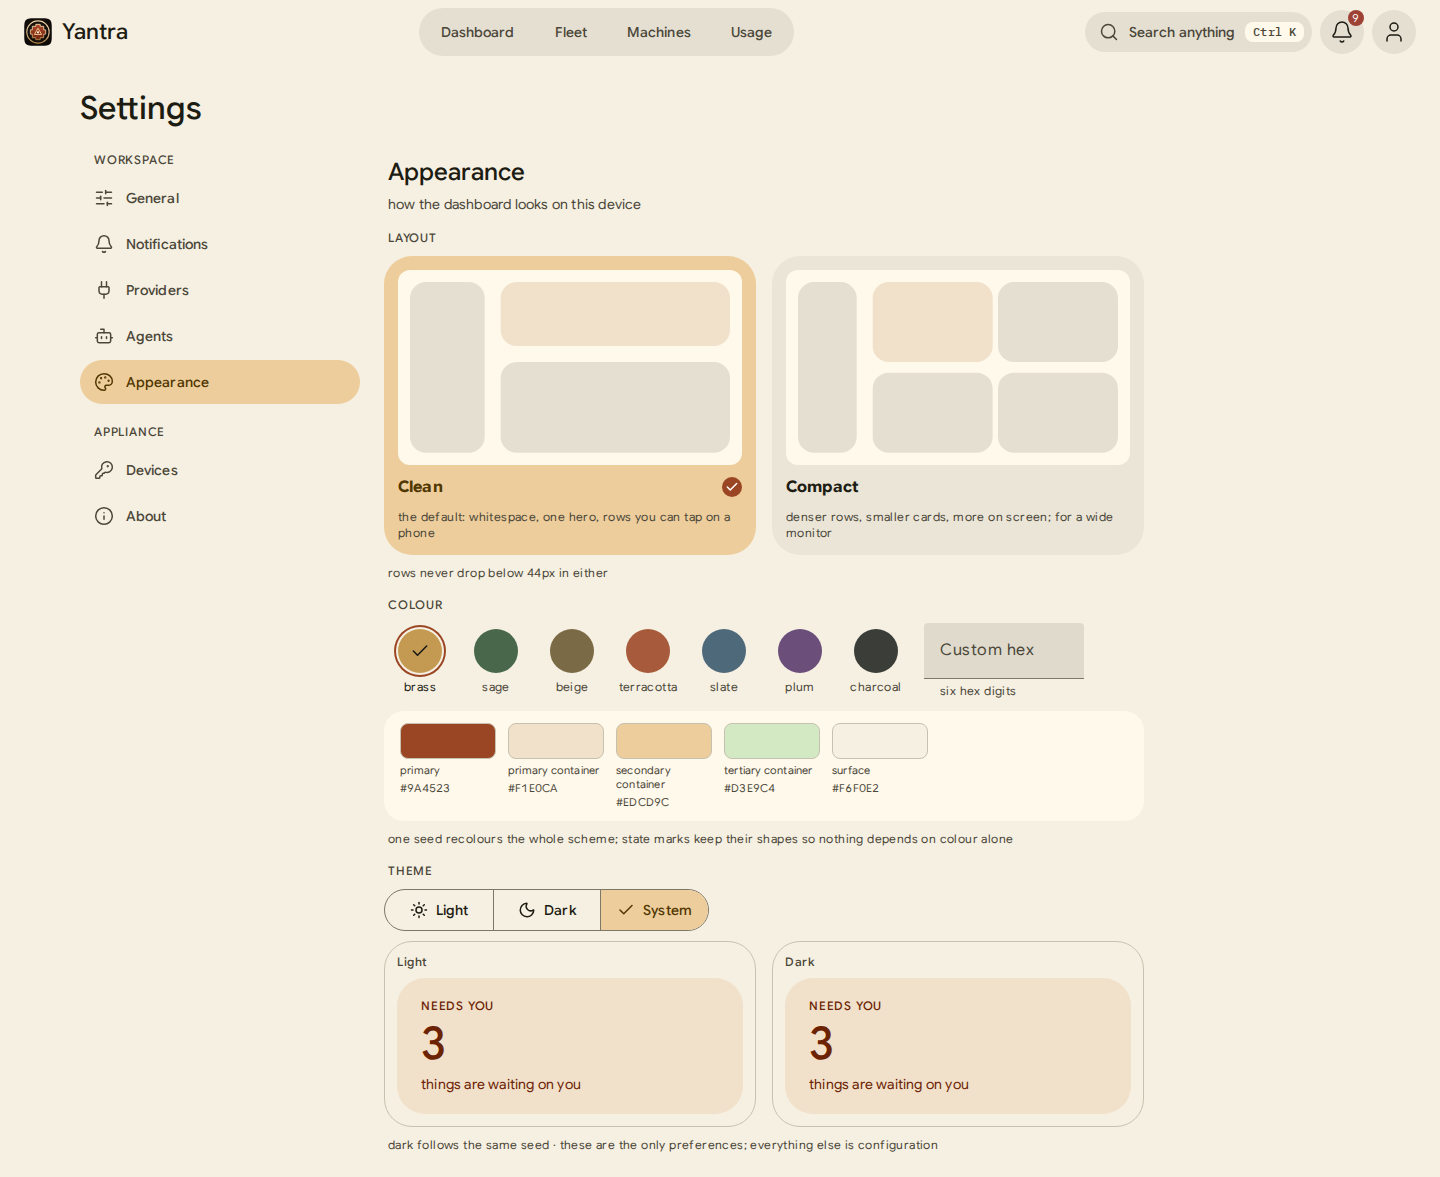 Yantra
Dashboard
Fleet
Machines
Usage
Search anything
Ctrl K
9
Settings
WORKSPACE
General
Notifications
Providers
Agents
Appearance
APPLIANCE
Devices
About
Appearance
how the dashboard looks on this device
LAYOUT
Clean
the default: whitespace, one hero, rows you can tap on a
phone
Compact
denser rows, smaller cards, more on screen; for a wide
monitor
rows never drop below 44px in either
COLOUR
brass
sage
beige
terracotta
slate
plum
charcoal
Custom hex
six hex digits
primary
#9A4523
primary container
#F1E0CA
secondary
container
#EDCD9C
tertiary container
#D3E9C4
surface
#F6F0E2
one seed recolours the whole scheme; state marks keep their shapes so nothing depends on colour alone
THEME
Light
Dark
System
Light
NEEDS YOU
3
things are waiting on you
Dark
NEEDS YOU
3
things are waiting on you
dark follows the same seed · these are the only preferences; everything else is configuration